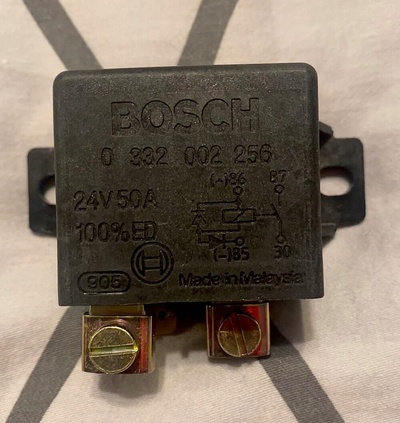 BOSCH
0 332 002 256
24V 50A
100% ED
(+)86 87
(-)85 30
905
H
Made in Malaysia